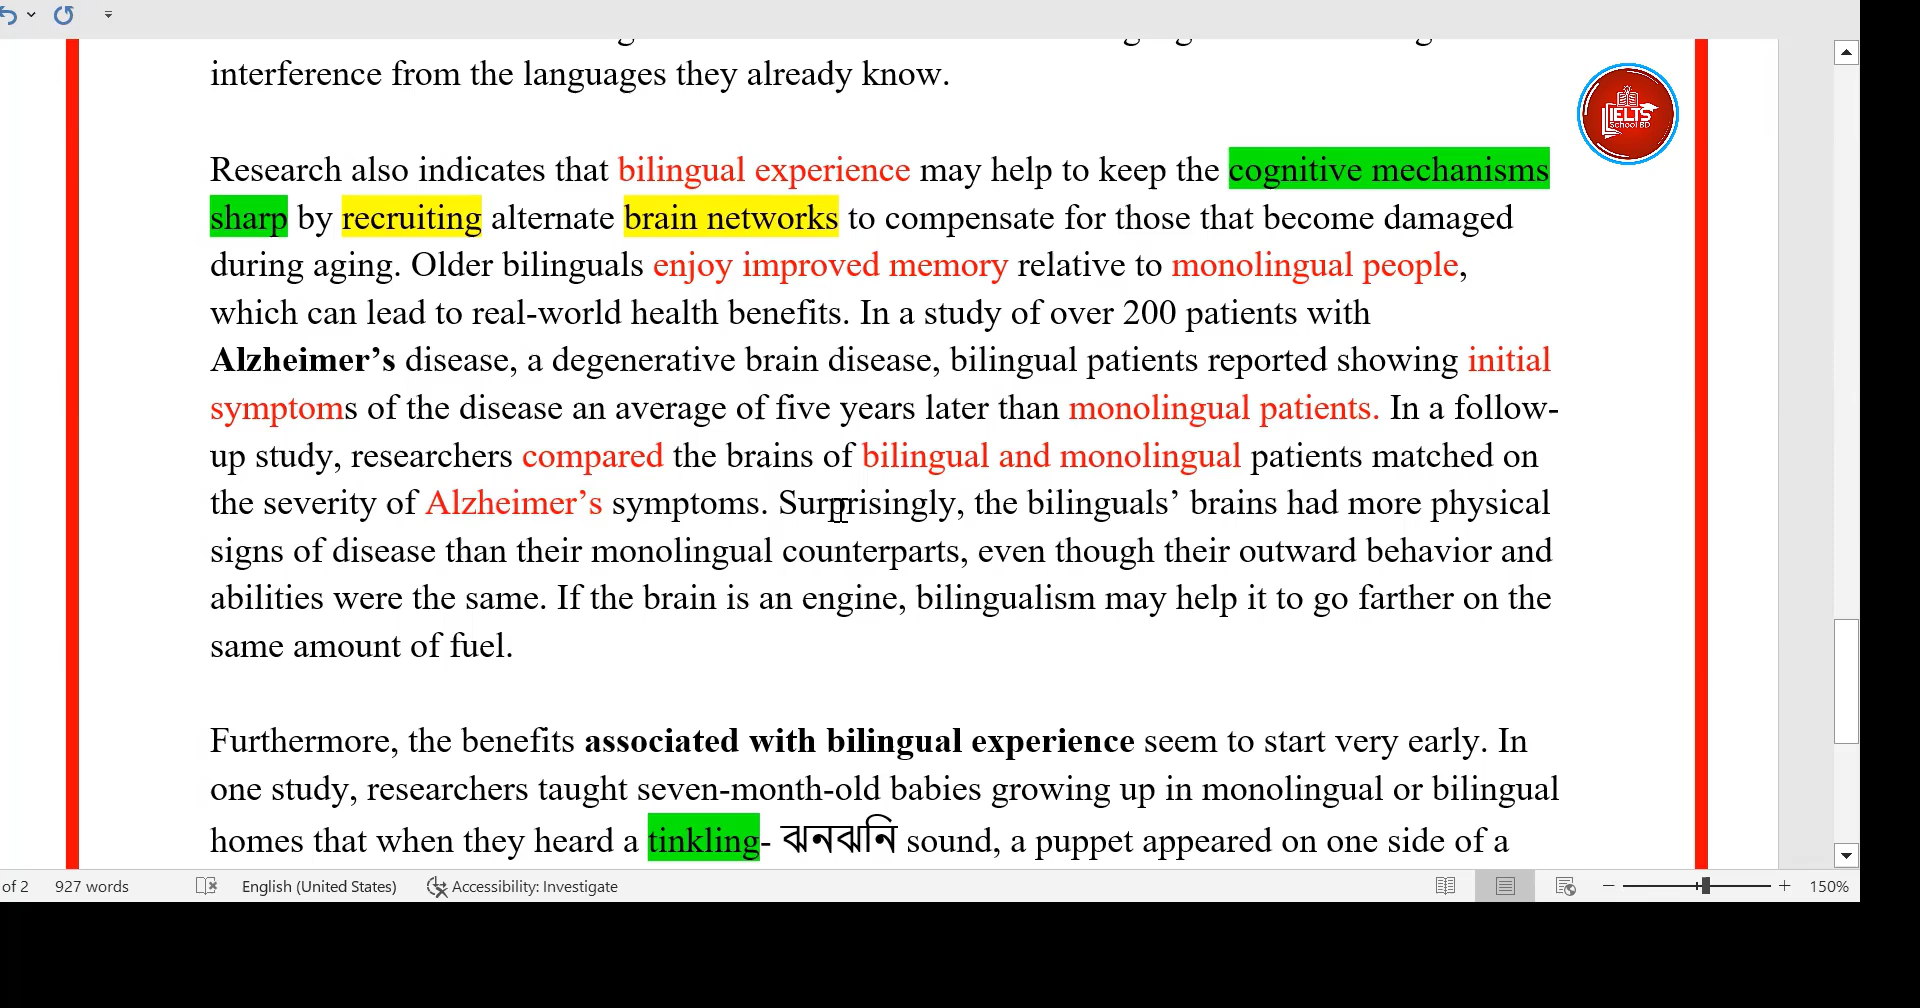 interference from the languages they already know.
IELTS
School BD
Research also indicates that bilingual experience may help to keep the cognitive mechanisms
sharp by recruiting alternate brain networks to compensate for those that become damaged
during aging. Older bilinguals enjoy improved memory relative to monolingual people,
which can lead to real-world health benefits. In a study of over 200 patients with
Alzheimer’s disease, a degenerative brain disease, bilingual patients reported showing initial
symptoms of the disease an average of five years later than monolingual patients. In a follow-
up study, researchers compared the brains of bilingual and monolingual patients matched on
the severity of Alzheimer’s symptoms. Surprisingly, the bilinguals’ brains had more physical
signs of disease than their monolingual counterparts, even though their outward behavior and
abilities were the same. If the brain is an engine, bilingualism may help it to go farther on the
same amount of fuel.
Furthermore, the benefits associated with bilingual experience seem to start very early. In
one study, researchers taught seven-month-old babies growing up in monolingual or bilingual
homes that when they heard a tinkling- ঝনঝনি sound, a puppet appeared on one side of a
of 2 927 words English (United States) Accessibility: Investigate 150%